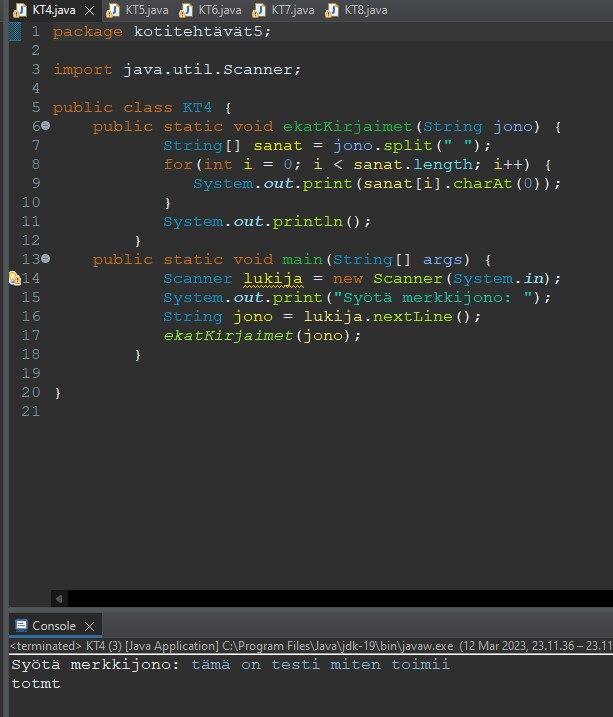 KT4.java KT5.java KT6.java KT7.java KT8.java
1 package kotitehtävät5;
2
3 import java.util.Scanner;
4
5 public class KT4 {
6 public static void ekatKirjaimet(String jono) {
7 String[] sanat = jono.split(" ");
8 for(int i = 0; i < sanat.length; i++) {
9 System.out.print(sanat[i].charAt(0));
10 }
11 System.out.println();
12 }
13 public static void main(String[] args) {
14 Scanner lukija = new Scanner(System.in);
15 System.out.print("Syötä merkkijono: ");
16 String jono = lukija.nextLine();
17 ekatKirjaimet(jono);
18 }
19
20 }
21
Console
<terminated> KT4 (3) [Java Application] C:\Program Files\Java\jdk-19\bin\javaw.exe (12 Mar 2023, 23.11.36 – 23.11
Syötä merkkijono: tämä on testi miten toimii
totmt